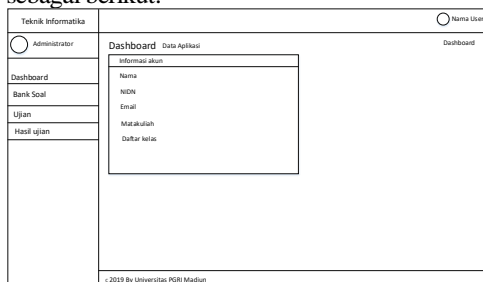 sebagai berikut:
Teknik Informatika
Nama User
Administrator
Dashboard Data Aplikasi
Dashboard
Informasi akun
Nama
NIDN
Email
Matakuliah
Daftar kelas
Dashboard
Bank Soal
Ujian
Hasil ujian
c 2019 By Universitas PGRI Madiun